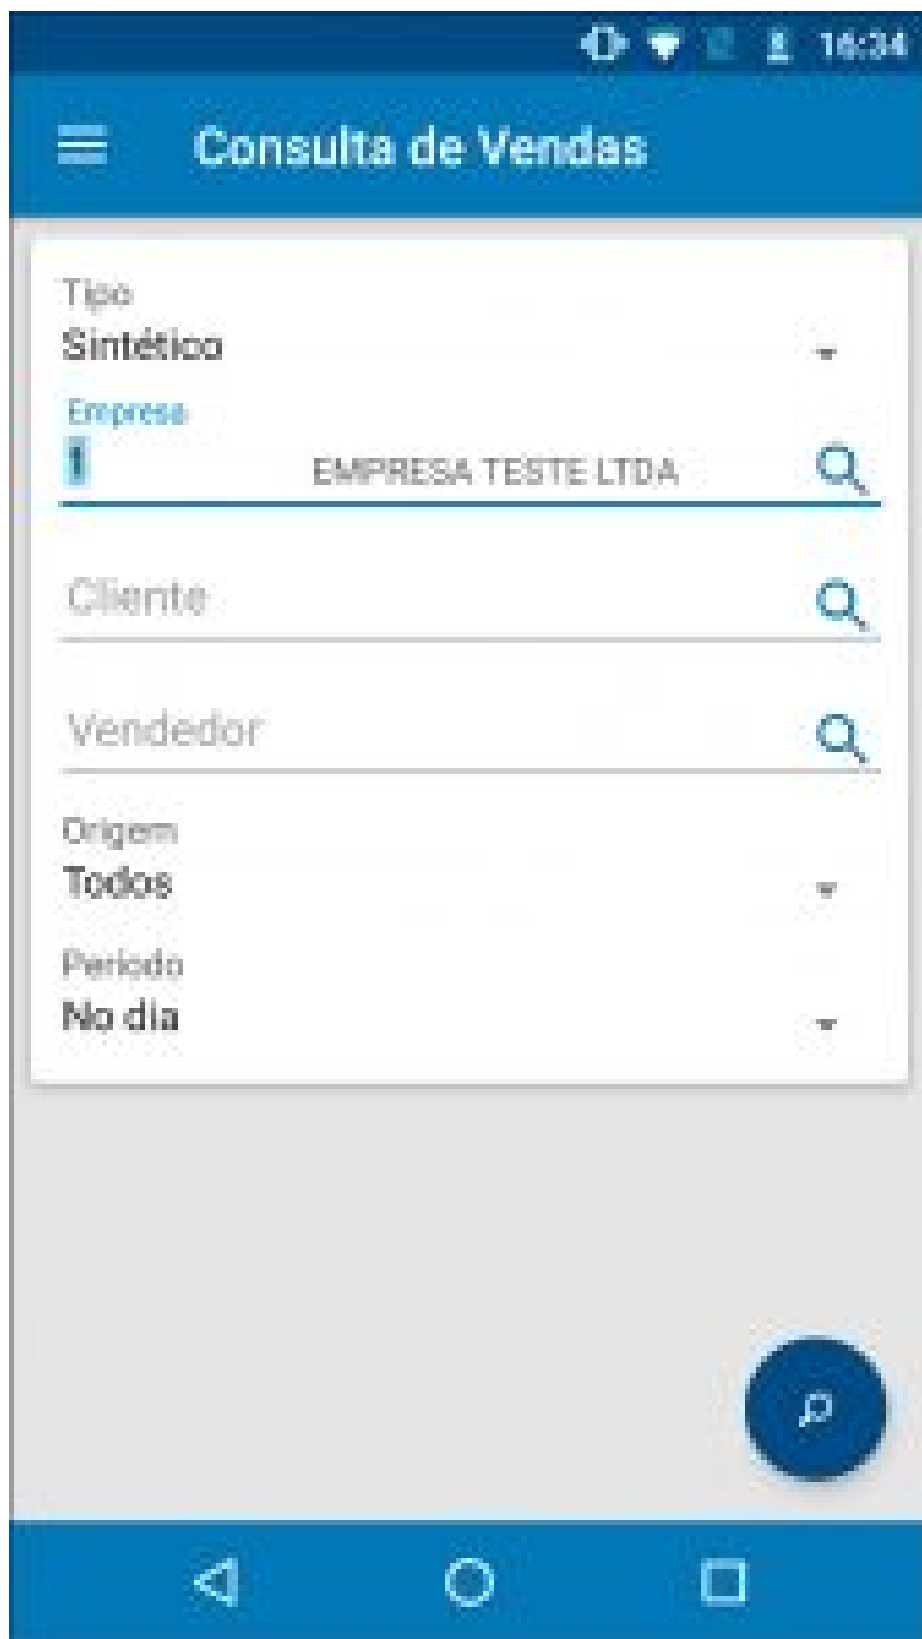 16:34
Consulta de Vendas
Tipo
Sintético
Empresa
1 EMPRESA TESTE LTDA
Cliente
Vendedor
Origem
Todos
Período
No dia